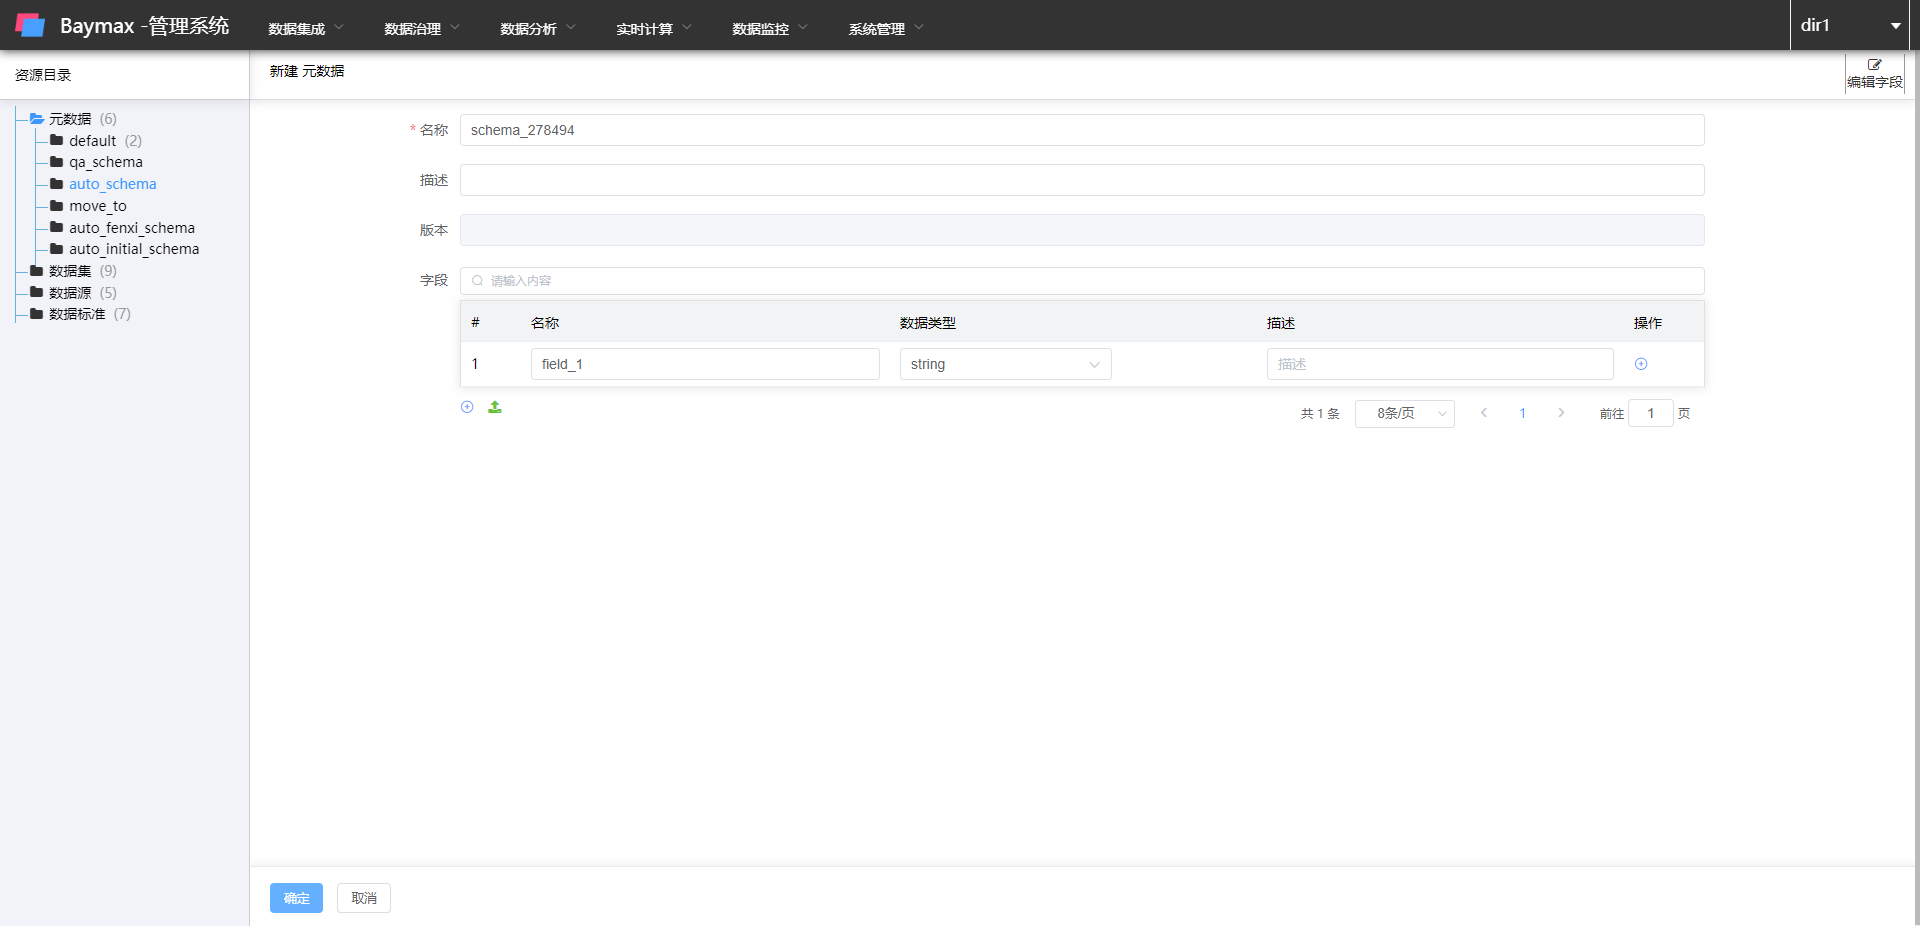 Baymax -管理系统
数据集成 数据治理 数据分析 实时计算 数据监控 系统管理
dir1
资源目录
元数据 (6)
default (2)
qa_schema
auto_schema
move_to
auto_fenxi_schema
auto_initial_schema
数据集 (9)
数据源 (5)
数据标准 (7)
新建 元数据
编辑字段
* 名称 schema_278494
描述
版本
字段 请输入内容
# 名称 数据类型 描述 操作
1 field_1 string 描述
共 1 条 8条/页 1 前往 1 页
确定 取消